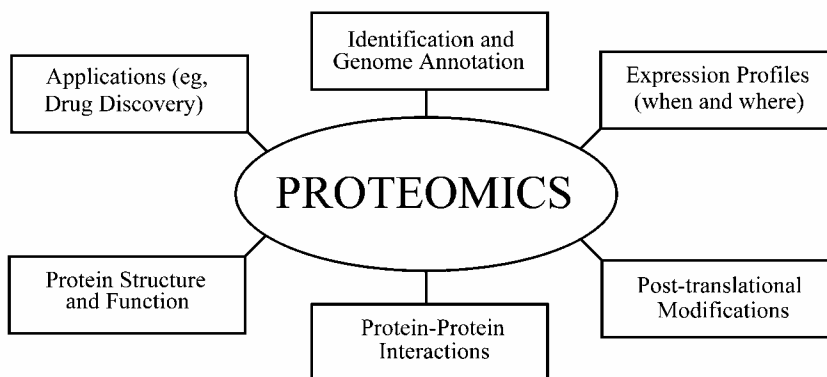 Identification and
Genome Annotation
Applications (eg,
Drug Discovery)
Expression Profiles
(when and where)
PROTEOMICS
Protein Structure
and Function
Post-translational
Modifications
Protein-Protein
Interactions